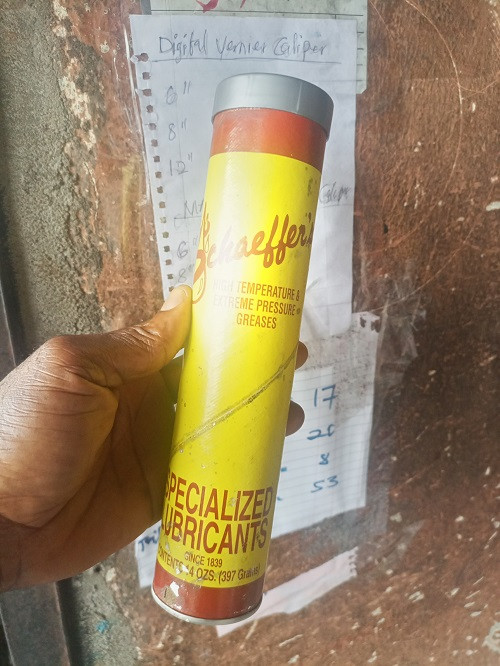 Digital Vernier Caliper
6"
8"
12"
Schaeffer's
HIGH TEMPERATURE &
EXTREME PRESSURE
GREASES
17
20
8
53
SPECIALIZED
LUBRICANTS
SINCE 1839
CONTENTS 14 OZS. (397 Grams)